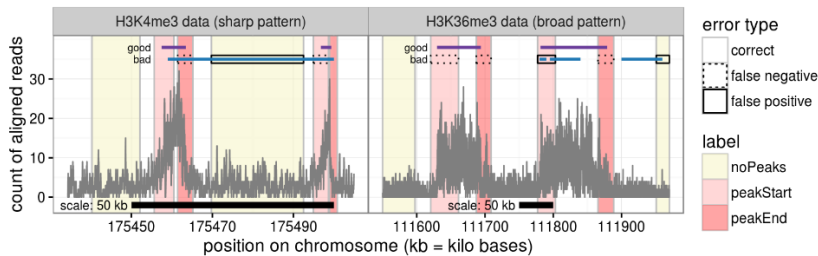 H3K4me3 data (sharp pattern)
H3K36me3 data (broad pattern)
good
bad
good
bad
count of aligned reads
30
20
10
0
scale: 50 kb
scale: 50 kb
175450
175470
175490
111600
111700
111800
111900
position on chromosome (kb = kilo bases)
error type
correct
false negative
false positive
label
noPeaks
peakStart
peakEnd